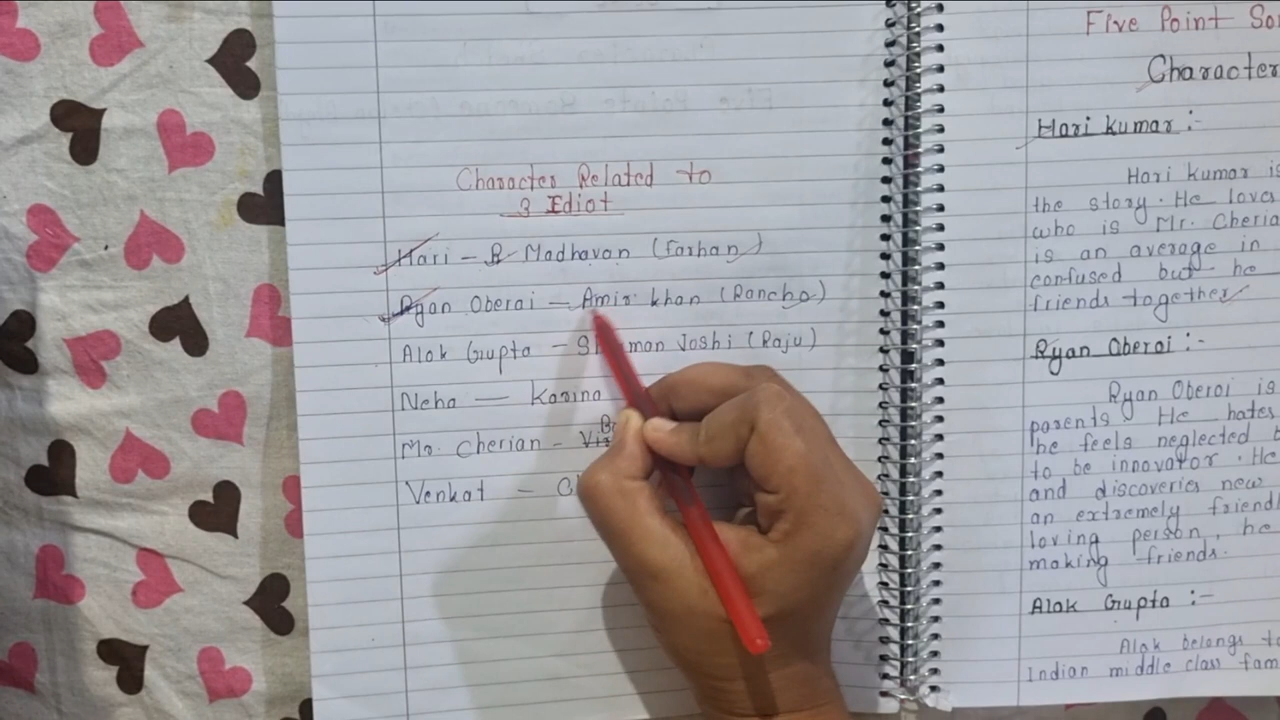 Character Related to
3 Idiot
Hari - R Madhavan (Farhan)
Ryan Oberai - Amir khan (Rancho)
Alok Gupta - Joshi (Raju)
Neha - Karina
Mr. Cherian -
Venkat -
Five Point
Character
Hari kumar :-
Hari kumar is
the story. He loves
who is Mr. Cheria
is an average in
confused but he
friends together
Ryan Oberoi :-
Ryan Oberoi is
parents. He hates
he feels neglected
to be innovator. He
and discoveries new
an extremely friend
loving person, he
making friends.
Alok Gupta :-
Alok belongs to
Indian middle class fam